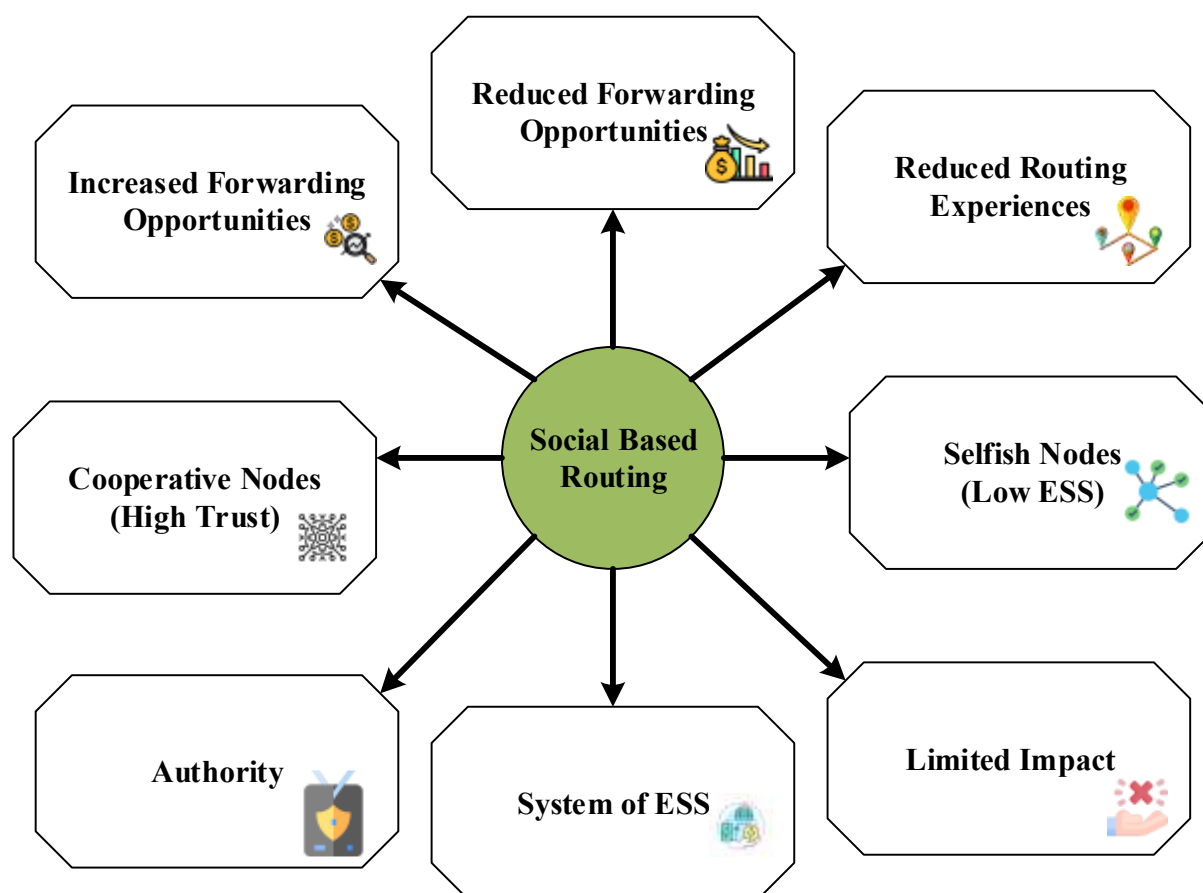 Reduced Forwarding
Opportunities
Increased Forwarding
Opportunities
Reduced Routing
Experiences
Social Based
Routing
Cooperative Nodes
(High Trust)
Selfish Nodes
(Low ESS)
Authority
System of ESS
Limited Impact